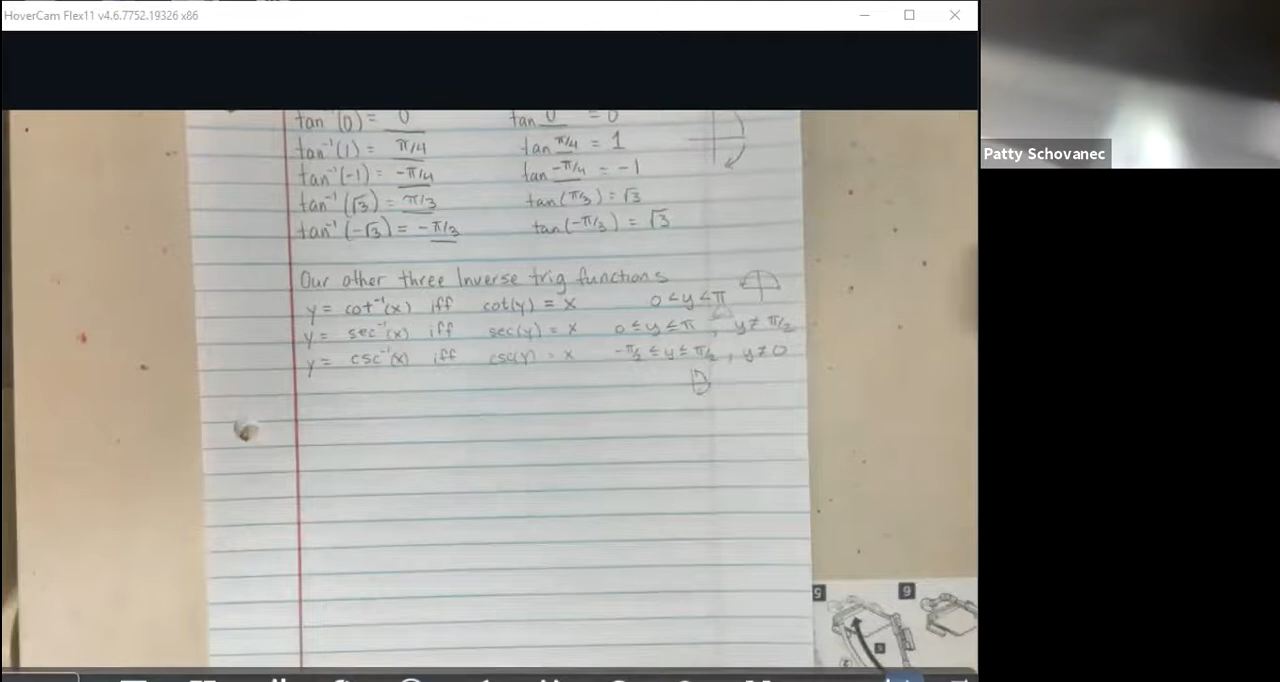 HoverCam Flex11 v4.6.7752.19326 x86
Patty Schovanec
tan⁻¹(0) = 0 tan 0 = 0
tan⁻¹(1) = π/4 tan π/4 = 1
tan⁻¹(-1) = -π/4 tan -π/4 = -1
tan⁻¹(√3) = π/3 tan(π/3) = √3
tan⁻¹(-√3) = -π/3 tan(-π/3) = √3
Our other three Inverse trig functions
y = cot⁻¹(x) iff cot(y) = x 0 < y < π
y = sec⁻¹(x) iff sec(y) = x 0 ≤ y ≤ π , y ≠ π/2
y = csc⁻¹(x) iff csc(y) = x -π/2 ≤ y ≤ π/2 , y ≠ 0
5 6